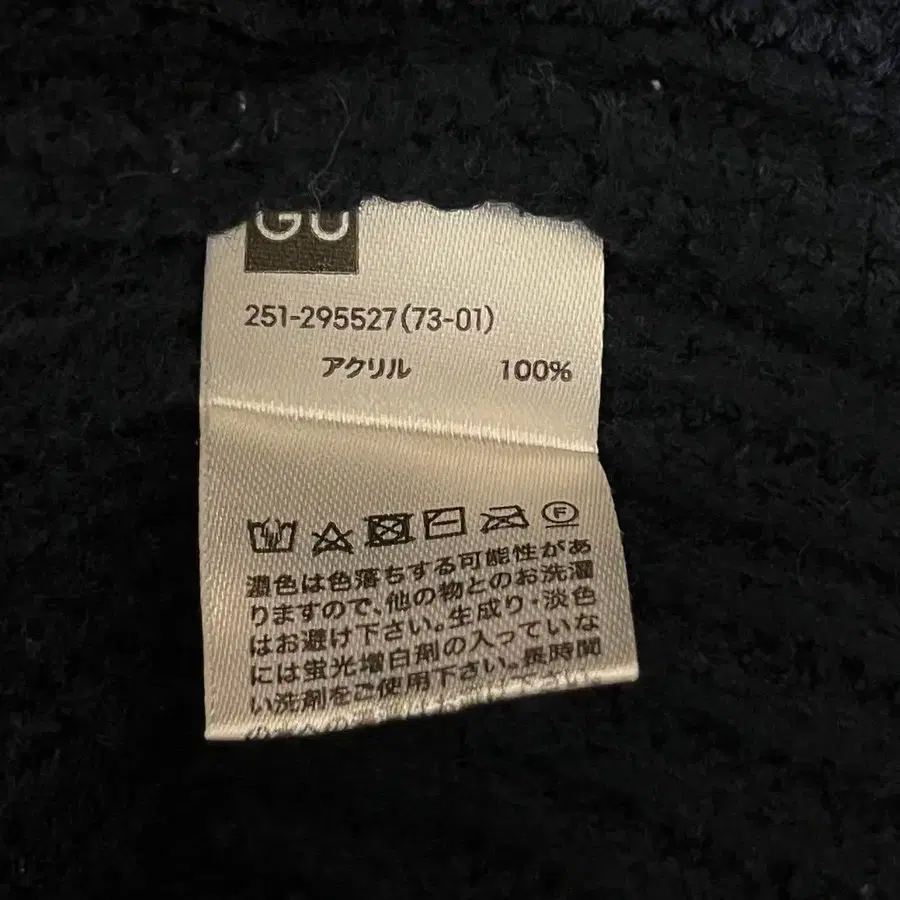 GU
251-295527(73-01)
アクリル 100%
F
濃色は色落ちする可能性があ
りますので、他の物とのお洗濯
はお避け下さい。生成り・淡色
には蛍光増白剤の入っていな
い洗剤をご使用下さい。長時間